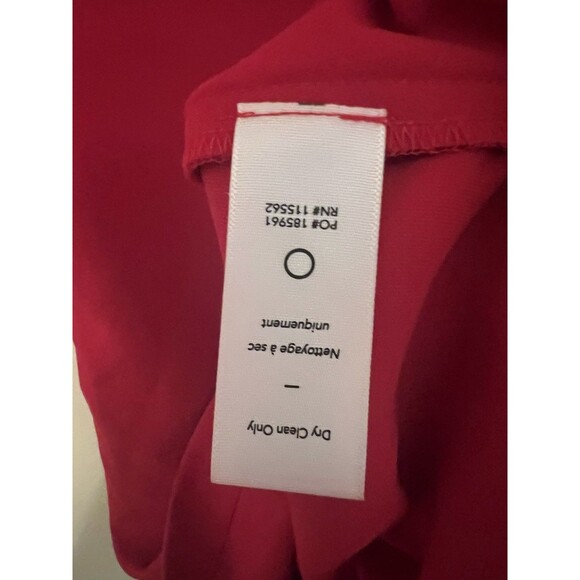 Dry Clean Only
–
Nettoyage à sec
uniquement
PO# 185961
RN# 115562